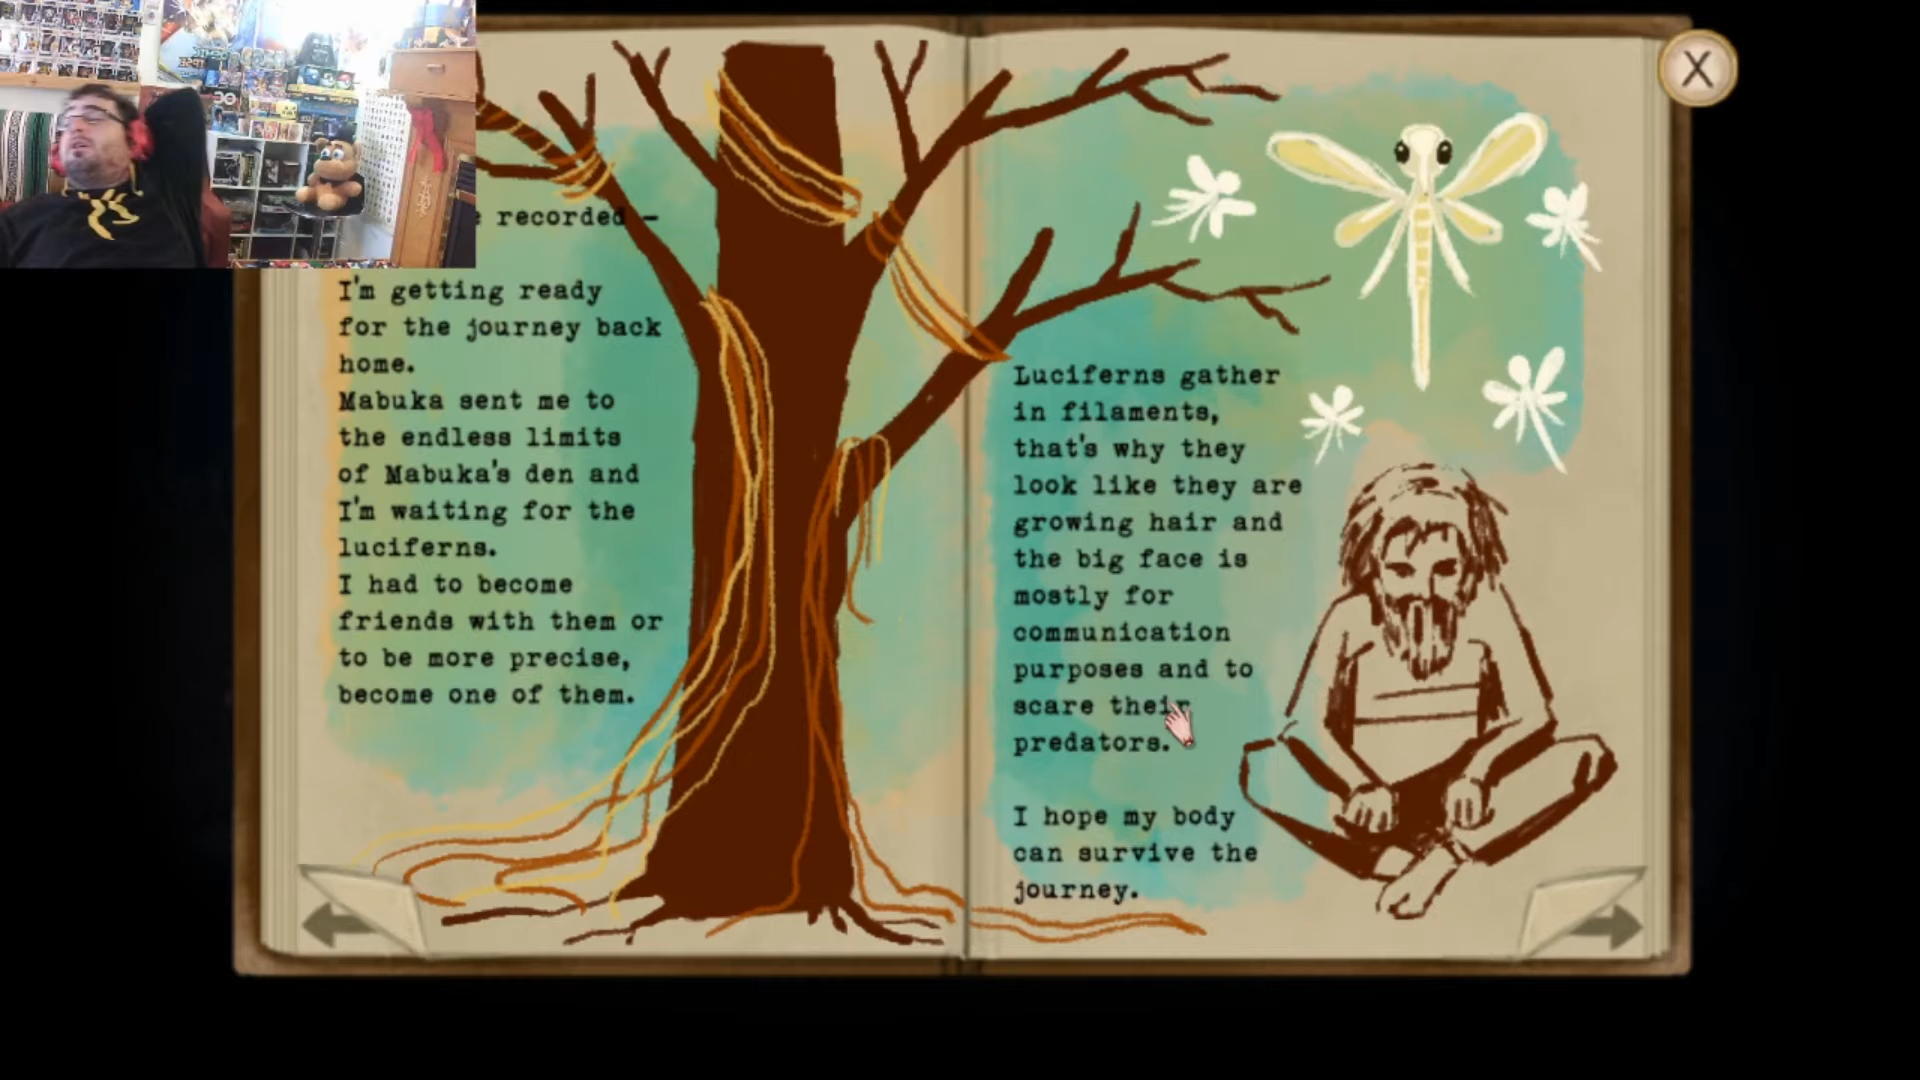 recorded –
I'm getting ready
for the journey back
home.
Mabuka sent me to
the endless limits
of Mabuka's den and
I'm waiting for the
luciferns.
I had to become
friends with them or
to be more precise,
become one of them.
Luciferns gather
in filaments,
that's why they
look like they are
growing hair and
the big face is
mostly for
communication
purposes and to
scare their
predators.
I hope my body
can survive the
journey.
X